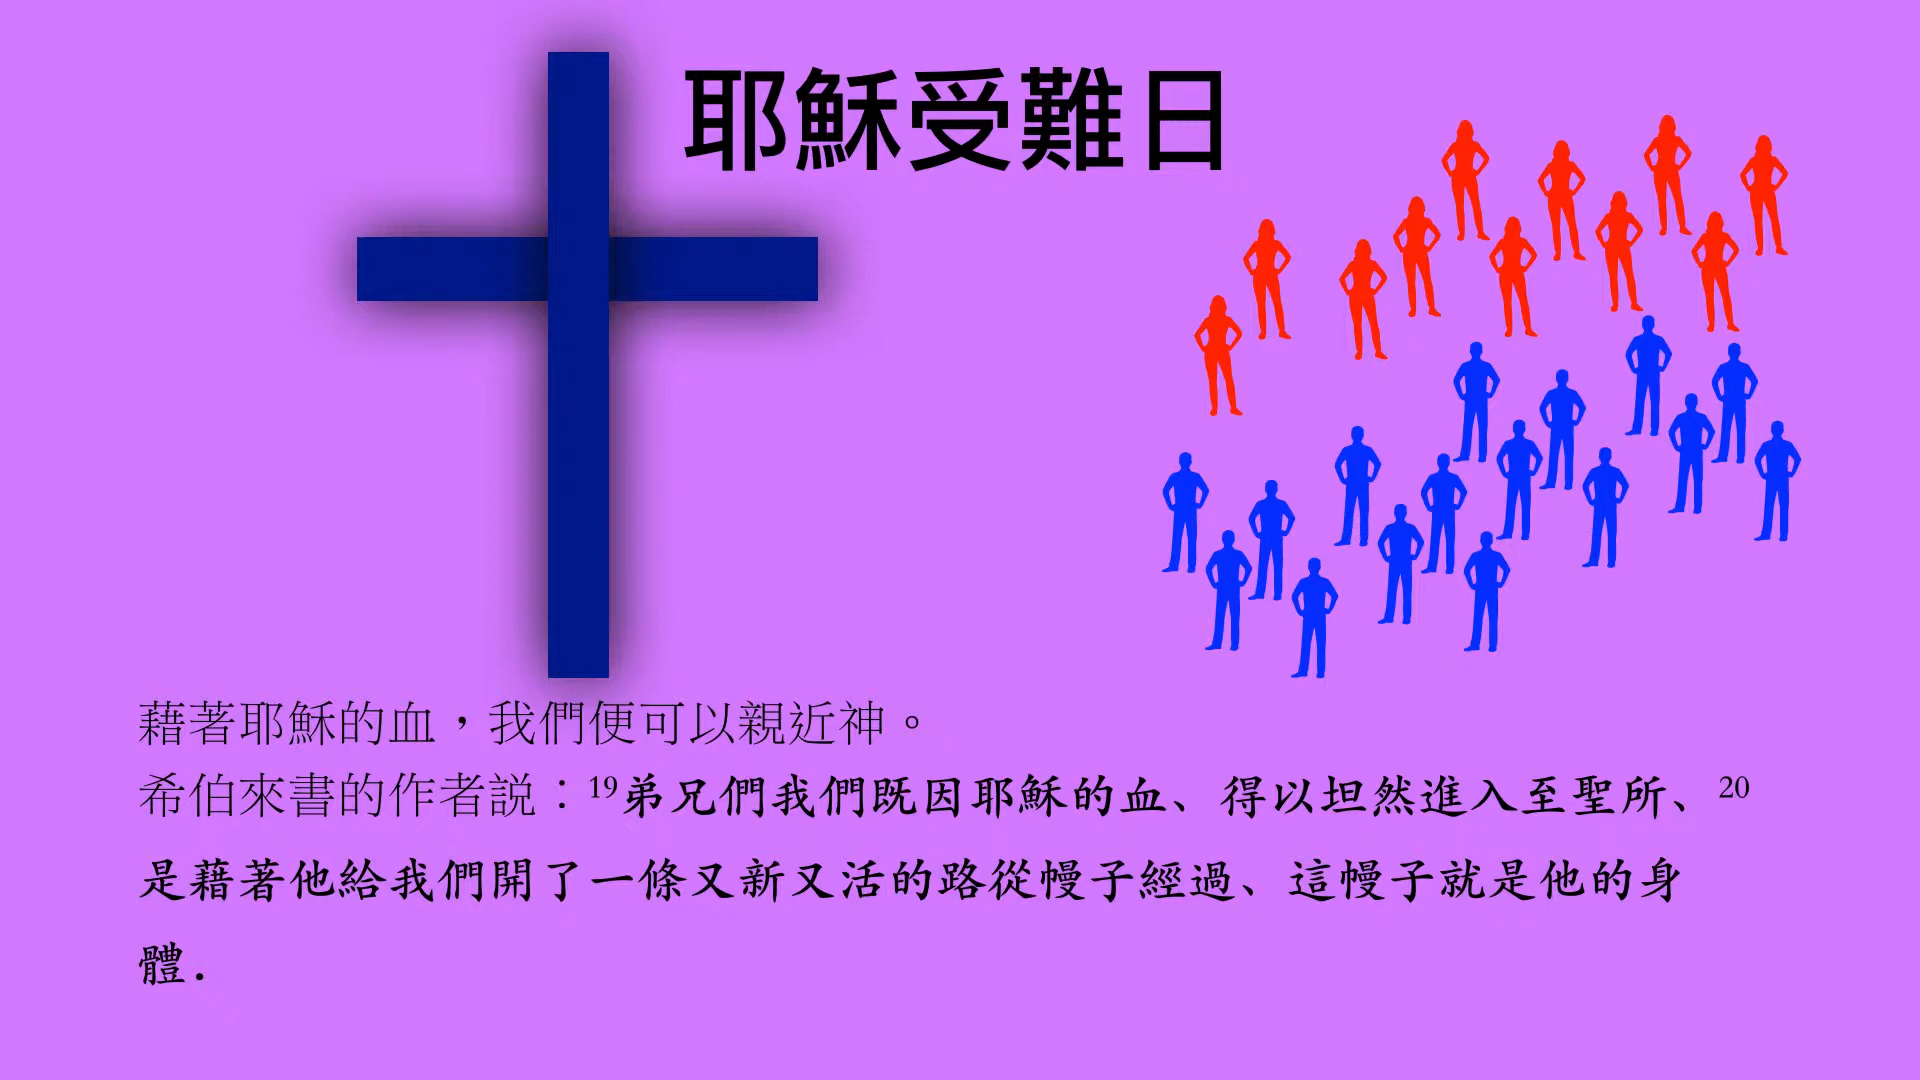 耶穌受難日
藉著耶穌的血，我們便可以親近神。
希伯來書的作者説：19弟兄們我們既因耶穌的血、得以坦然進入至聖所、20
是藉著他給我們開了一條又新又活的路從幔子經過、這幔子就是他的身
體．